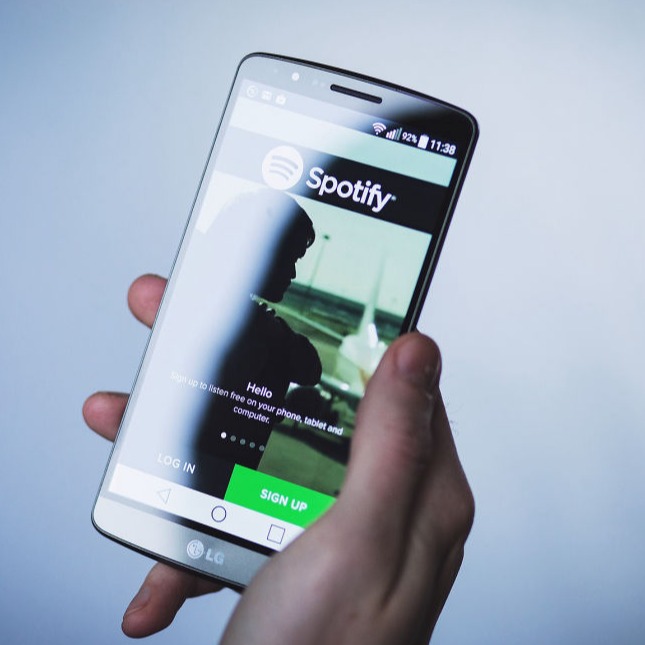 92% 11:38
Spotify
Hello
Sign up to listen free on your phone, tablet and
computer.
LOG IN
SIGN UP
LG